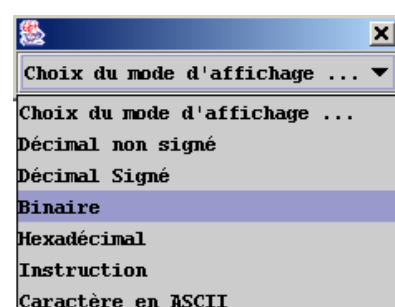 Choix du mode d'affichage ...
Choix du mode d'affichage ...
Décimal non signé
Décimal Signé
Binaire
Hexadécimal
Instruction
Caractère en ASCII